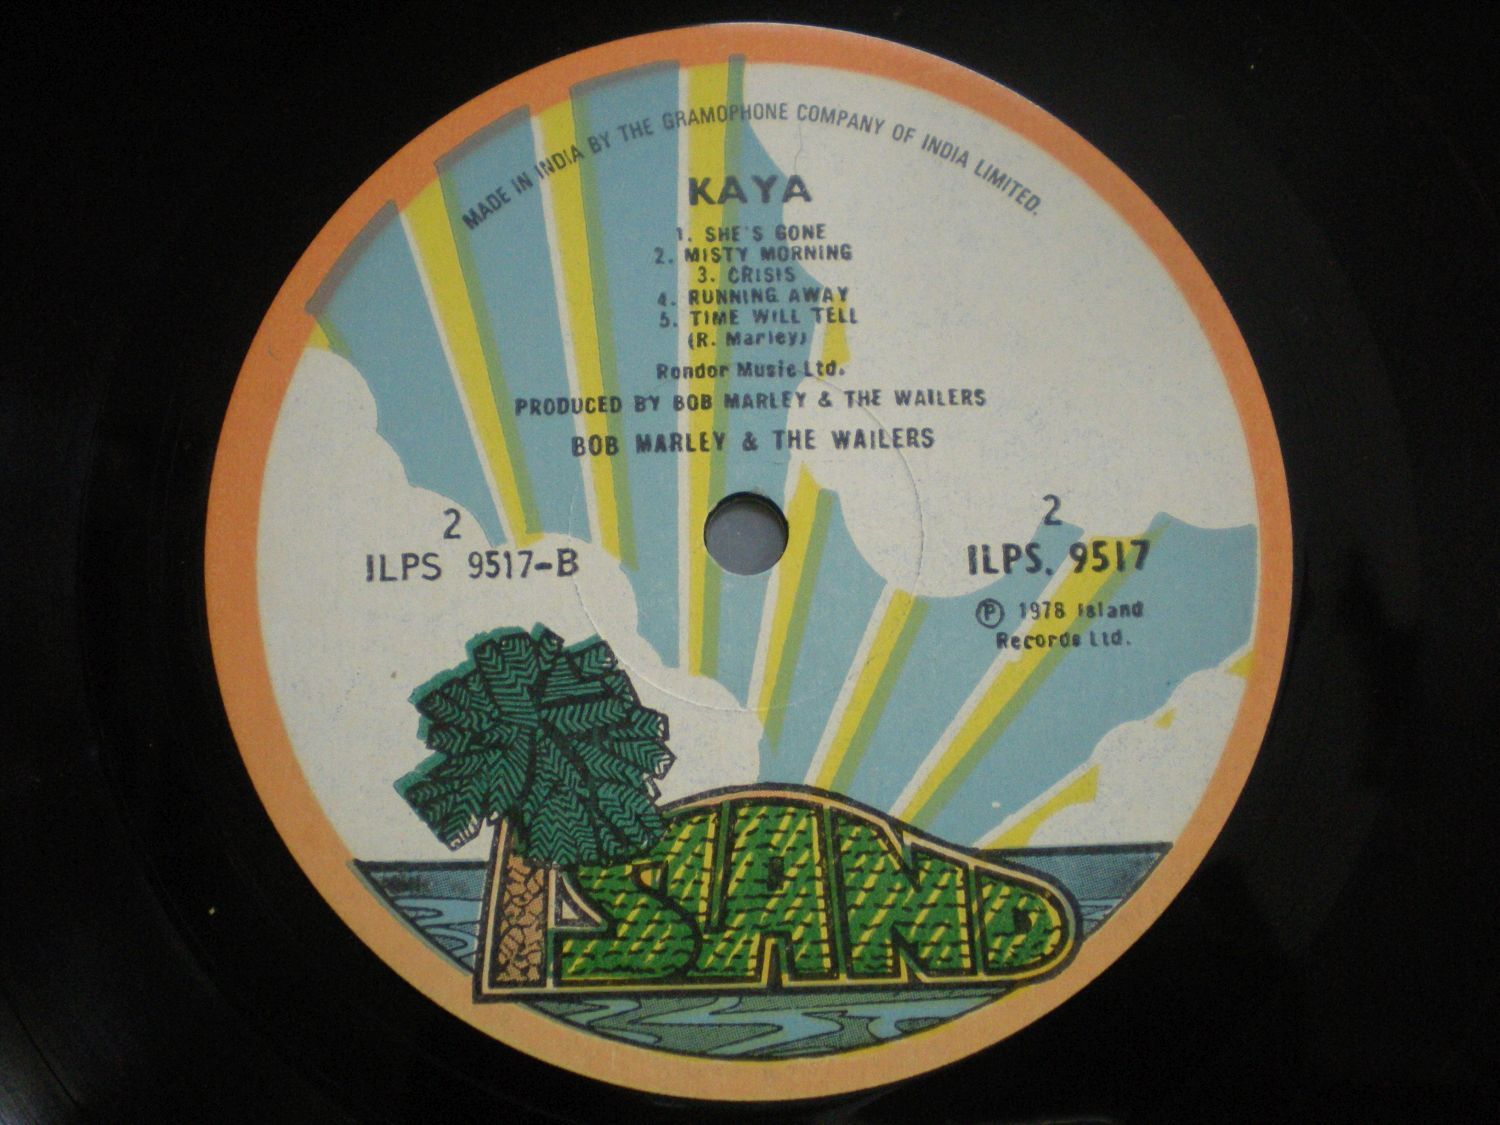 MADE IN INDIA BY THE GRAMOPHONE COMPANY OF INDIA LIMITED.
KAYA
1. SHE'S GONE
2. MISTY MORNING
3. CRISIS
4. RUNNING AWAY
5. TIME WILL TELL
(R. Marley)
Rondor Music Ltd.
PRODUCED BY BOB MARLEY & THE WAILERS
BOB MARLEY & THE WAILERS
2
ILPS 9517-B
2
ILPS. 9517
Ⓟ 1978 Island
Records Ltd.
ISLAND